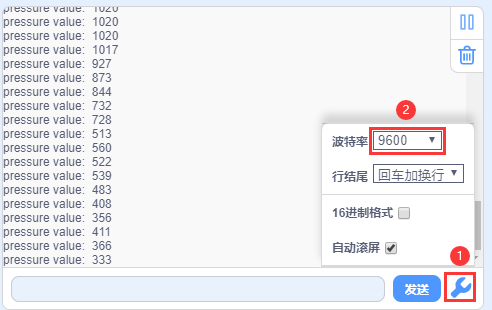 pressure value: 1020
pressure value: 1020
pressure value: 1020
pressure value: 1017
pressure value: 927
pressure value: 873
pressure value: 844
pressure value: 732
pressure value: 728
pressure value: 513
pressure value: 560
pressure value: 522
pressure value: 539
pressure value: 483
pressure value: 408
pressure value: 356
pressure value: 411
pressure value: 366
pressure value: 333
2
波特率 9600
行结尾 回车加换行
16进制格式
自动滚屏
1
发送